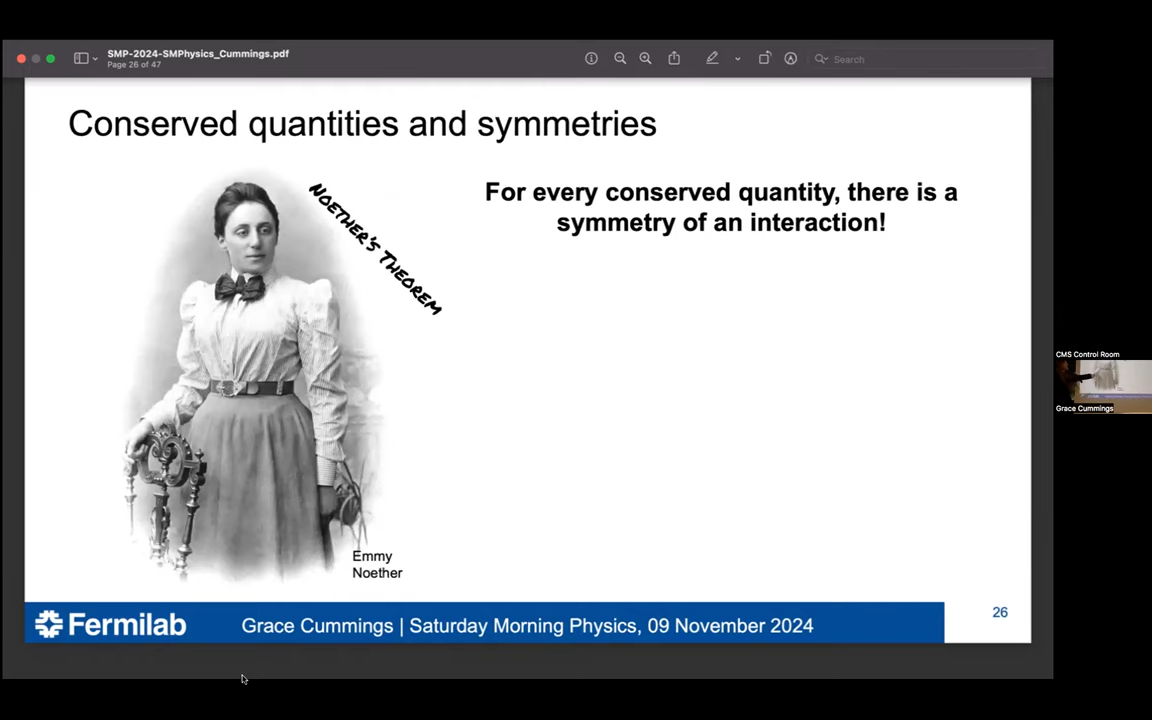 SMP-2024-SMPhysics_Cummings.pdf
Page 26 of 47
Search
Conserved quantities and symmetries
NOETHER'S THEOREM
For every conserved quantity, there is a
symmetry of an interaction!
Emmy
Noether
Fermilab
Grace Cummings | Saturday Morning Physics, 09 November 2024
26
CMS Control Room
Grace Cummings